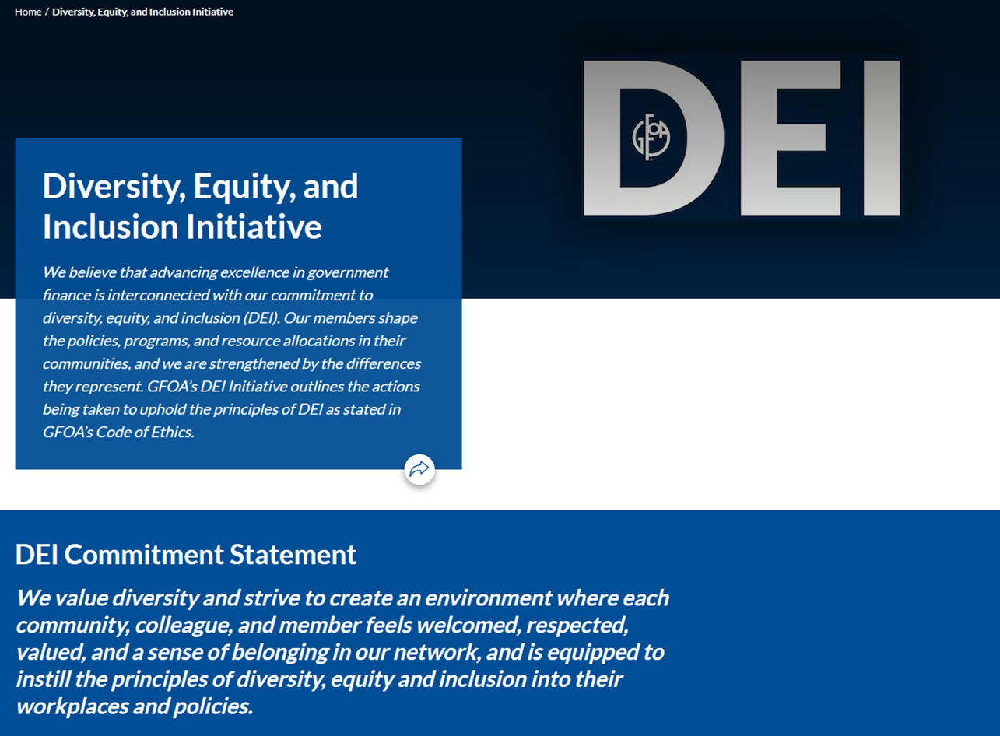 Home / Diversity, Equity, and Inclusion Initiative
DEI
GFOA
Diversity, Equity, and
Inclusion Initiative
We believe that advancing excellence in government
finance is interconnected with our commitment to
diversity, equity, and inclusion (DEI). Our members shape
the policies, programs, and resource allocations in their
communities, and we are strengthened by the differences
they represent. GFOA's DEI Initiative outlines the actions
being taken to uphold the principles of DEI as stated in
GFOA's Code of Ethics.
DEI Commitment Statement
We value diversity and strive to create an environment where each
community, colleague, and member feels welcomed, respected,
valued, and a sense of belonging in our network, and is equipped to
instill the principles of diversity, equity and inclusion into their
workplaces and policies.